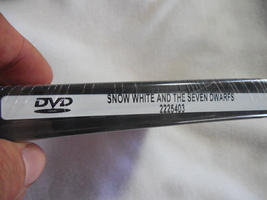 DVD
SNOW WHITE AND THE SEVEN DWARFS
2225403